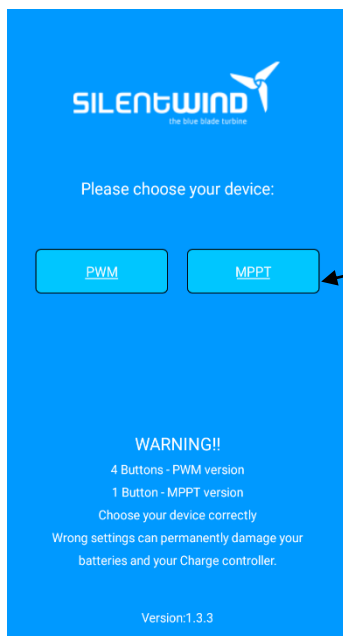 SILENTWIND
the blue blade turbine
Please choose your device:
PWM
MPPT
WARNING!!
4 Buttons - PWM version
1 Button - MPPT version
Choose your device correctly
Wrong settings can permanently damage your
batteries and your Charge controller.
Version:1.3.3